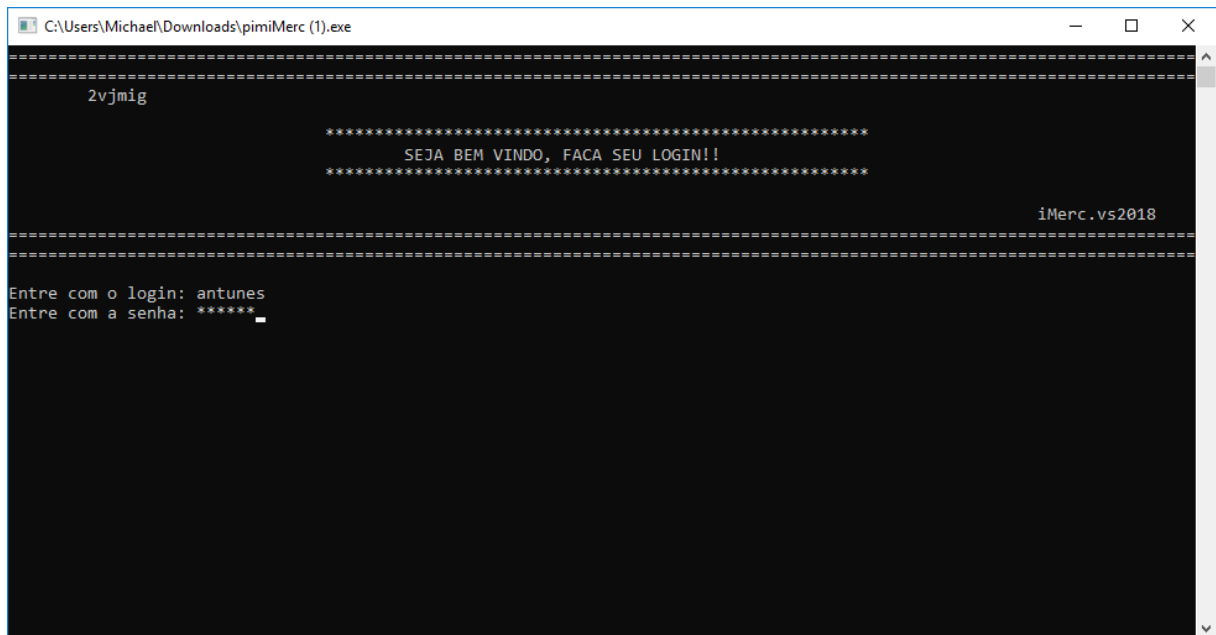 C:\Users\Michael\Downloads\pimiMerc (1).exe
========================================================================================================================
========================================================================================================================
2vjmig
*******************************************************
SEJA BEM VINDO, FACA SEU LOGIN!!
*******************************************************
iMerc.vs2018
========================================================================================================================
========================================================================================================================
Entre com o login: antunes
Entre com a senha: ******